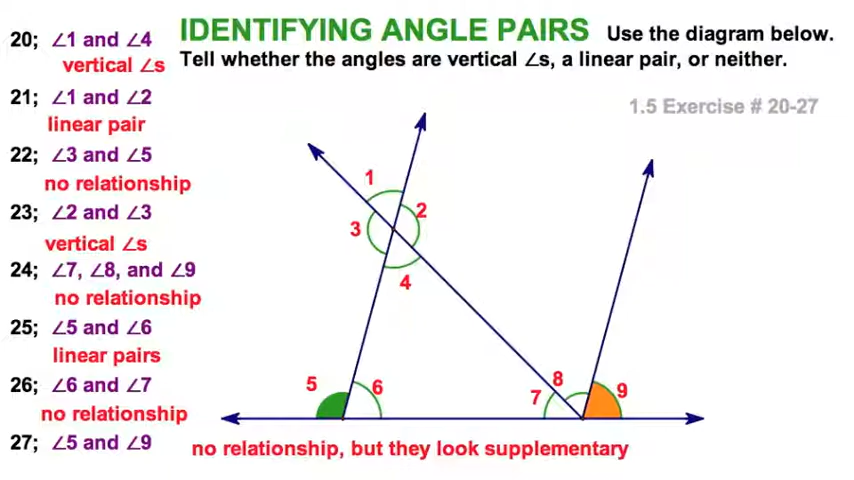 IDENTIFYING ANGLE PAIRS Use the diagram below.
Tell whether the angles are vertical ∠s, a linear pair, or neither.
1.5 Exercise # 20-27
20; ∠1 and ∠4
vertical ∠s
21; ∠1 and ∠2
linear pair
22; ∠3 and ∠5
no relationship
23; ∠2 and ∠3
vertical ∠s
24; ∠7, ∠8, and ∠9
no relationship
25; ∠5 and ∠6
linear pairs
26; ∠6 and ∠7
no relationship
27; ∠5 and ∠9
no relationship, but they look supplementary
1
2
3
4
5
6
7
8
9